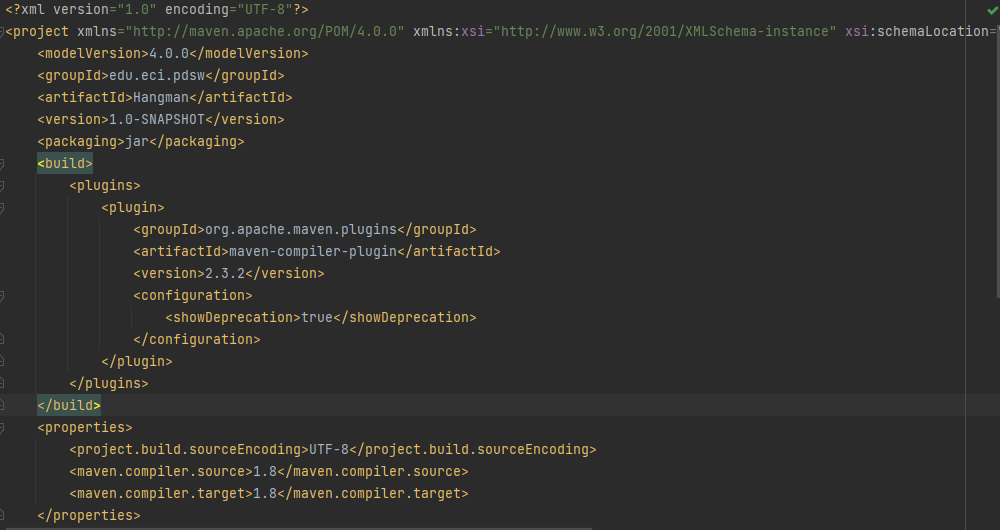 <?xml version="1.0" encoding="UTF-8"?>
<project xmlns="http://maven.apache.org/POM/4.0.0" xmlns:xsi="http://www.w3.org/2001/XMLSchema-instance" xsi:schemaLocation="
    <modelVersion>4.0.0</modelVersion>
    <groupId>edu.eci.pdsw</groupId>
    <artifactId>Hangman</artifactId>
    <version>1.0-SNAPSHOT</version>
    <packaging>jar</packaging>
    <build>
        <plugins>
            <plugin>
                <groupId>org.apache.maven.plugins</groupId>
                <artifactId>maven-compiler-plugin</artifactId>
                <version>2.3.2</version>
                <configuration>
                    <showDeprecation>true</showDeprecation>
                </configuration>
            </plugin>
        </plugins>
    </build>
    <properties>
        <project.build.sourceEncoding>UTF-8</project.build.sourceEncoding>
        <maven.compiler.source>1.8</maven.compiler.source>
        <maven.compiler.target>1.8</maven.compiler.target>
    </properties>